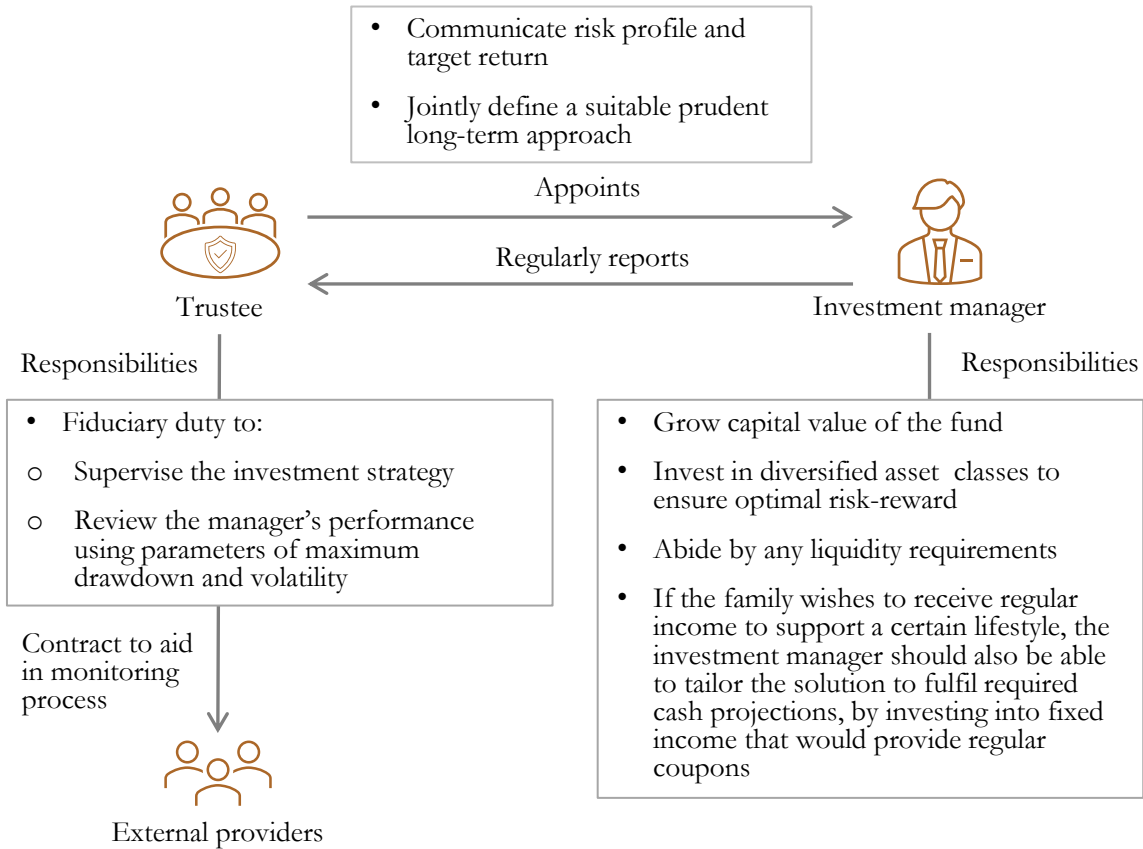 • Communicate risk profile and
target return
• Jointly define a suitable prudent
long-term approach
Appoints
Regularly reports
Trustee
Investment manager
Responsibilities
Responsibilities
• Fiduciary duty to:
o Supervise the investment strategy
o Review the manager’s performance
using parameters of maximum
drawdown and volatility
• Grow capital value of the fund
• Invest in diversified asset classes to
ensure optimal risk-reward
• Abide by any liquidity requirements
• If the family wishes to receive regular
income to support a certain lifestyle, the
investment manager should also be able
to tailor the solution to fulfil required
cash projections, by investing into fixed
income that would provide regular
coupons
Contract to aid
in monitoring
process
External providers